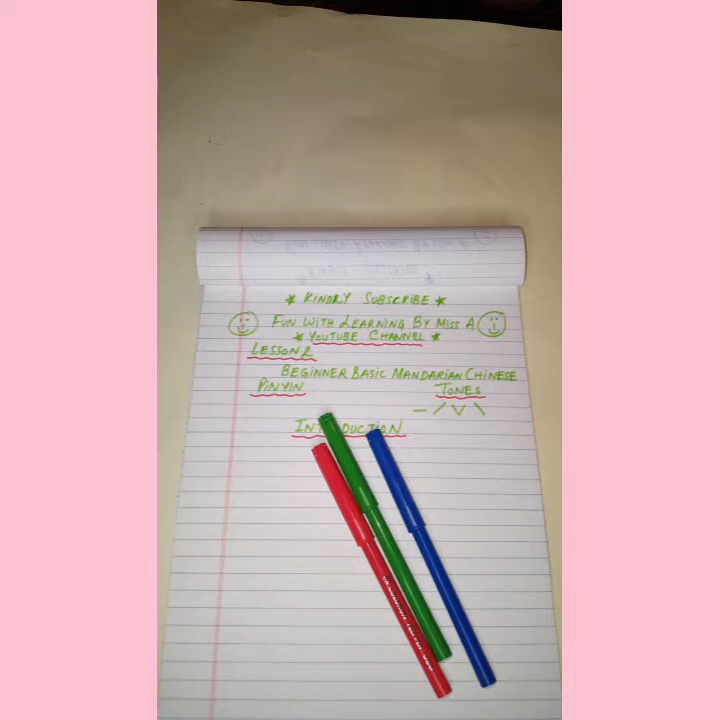 ★ KINDLY SUBSCRIBE ★
FUN WITH LEARNING BY MISS A
★ YOUTUBE CHANNEL ★
LESSON 2
BEGINNER BASIC MANDARIAN CHINESE
PINYIN TONES
— / \/ \
INTRODUCTION